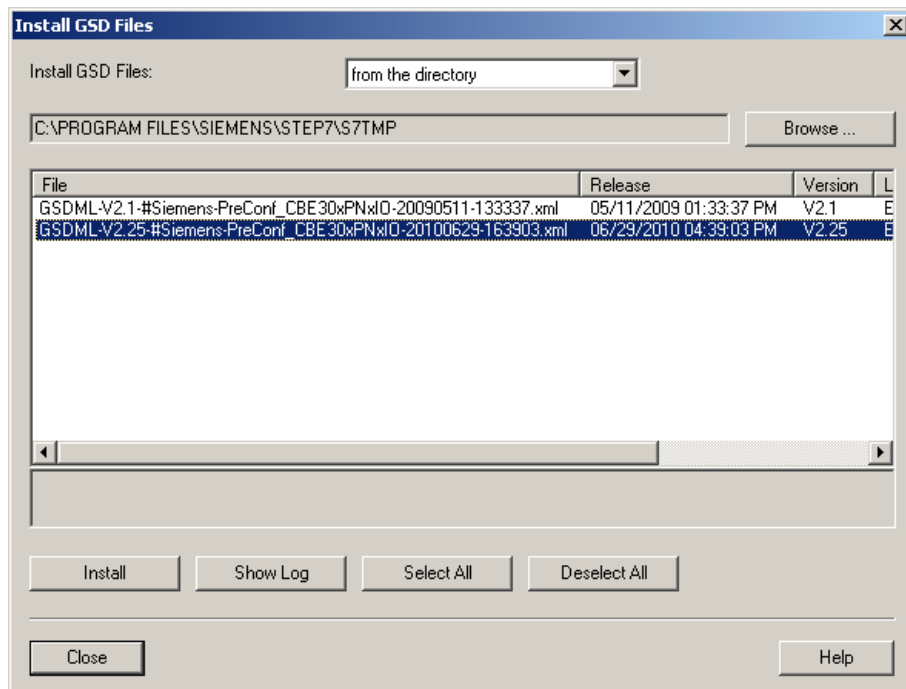 Install GSD Files
Install GSD Files: from the directory
C:\PROGRAM FILES\SIEMENS\STEP7\S7TMP Browse ...
File Release Version L
GSDML-V2.1-#Siemens-PreConf_CBE30xPNxIO-20090511-133337.xml 05/11/2009 01:33:37 PM V2.1 E
GSDML-V2.25-#Siemens-PreConf_CBE30xPNxIO-20100629-163903.xml 06/29/2010 04:39:03 PM V2.25 E
Install Show Log Select All Deselect All
Close Help